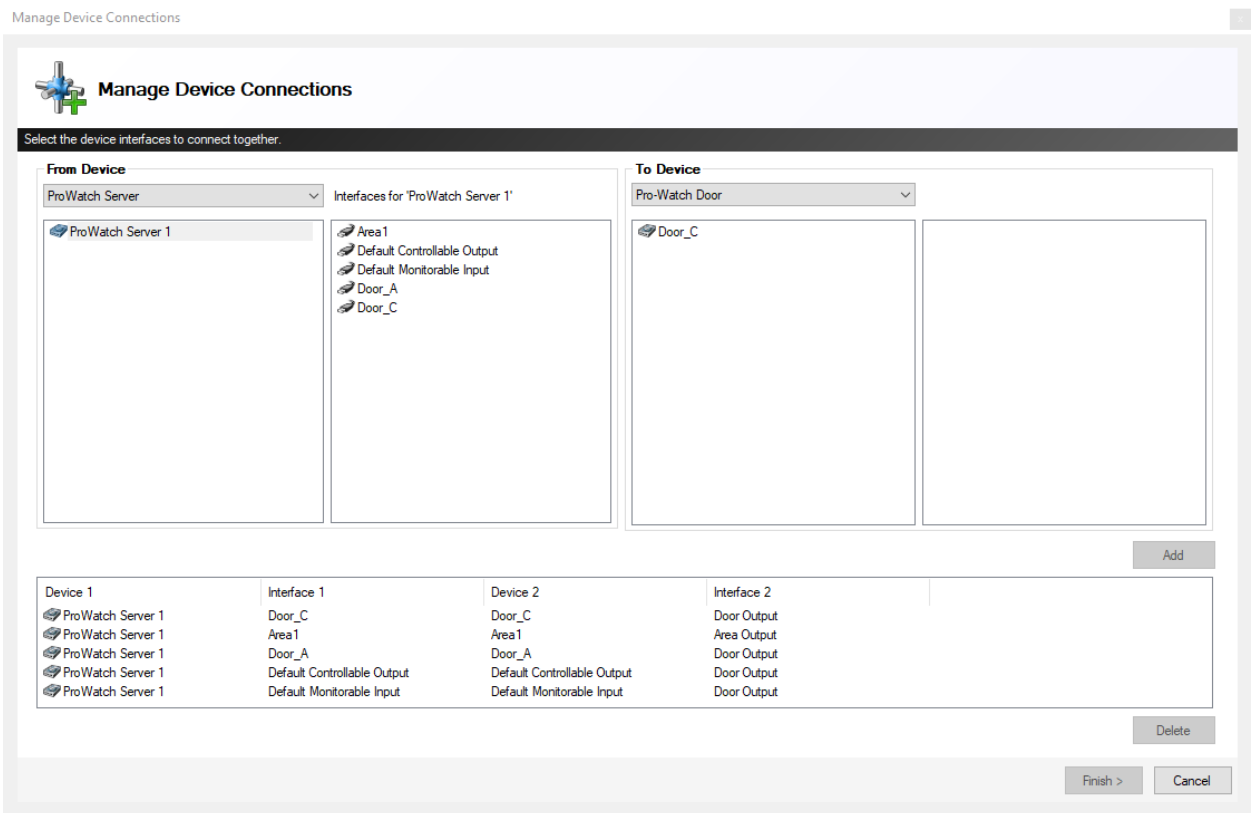 Manage Device Connections
x
Manage Device Connections
Select the device interfaces to connect together.
From Device
To Device
ProWatch Server
Interfaces for 'ProWatch Server 1'
Pro-Watch Door
ProWatch Server 1
Area1
Default Controllable Output
Default Monitorable Input
Door_A
Door_C
Door_C
Add
Device 1 Interface 1 Device 2 Interface 2
ProWatch Server 1 Door_C Door_C Door Output
ProWatch Server 1 Area1 Area1 Area Output
ProWatch Server 1 Door_A Door_A Door Output
ProWatch Server 1 Default Controllable Output Default Controllable Output Door Output
ProWatch Server 1 Default Monitorable Input Default Monitorable Input Door Output
Delete
Finish >
Cancel